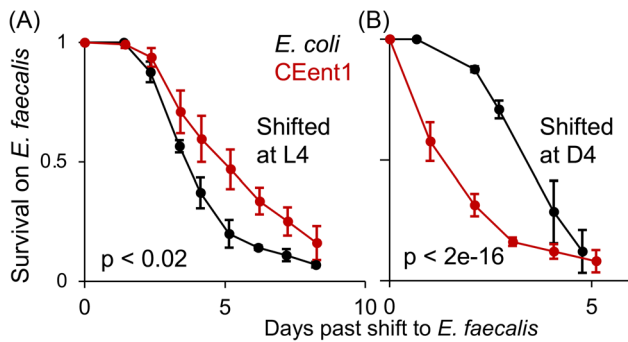 (A)
(B)
Survival on E. faecalis
1
0.5
0
E. coli
CEent1
Shifted
at L4
Shifted
at D4
p < 0.02
p < 2e-16
0
5
10
0
5
Days past shift to E. faecalis